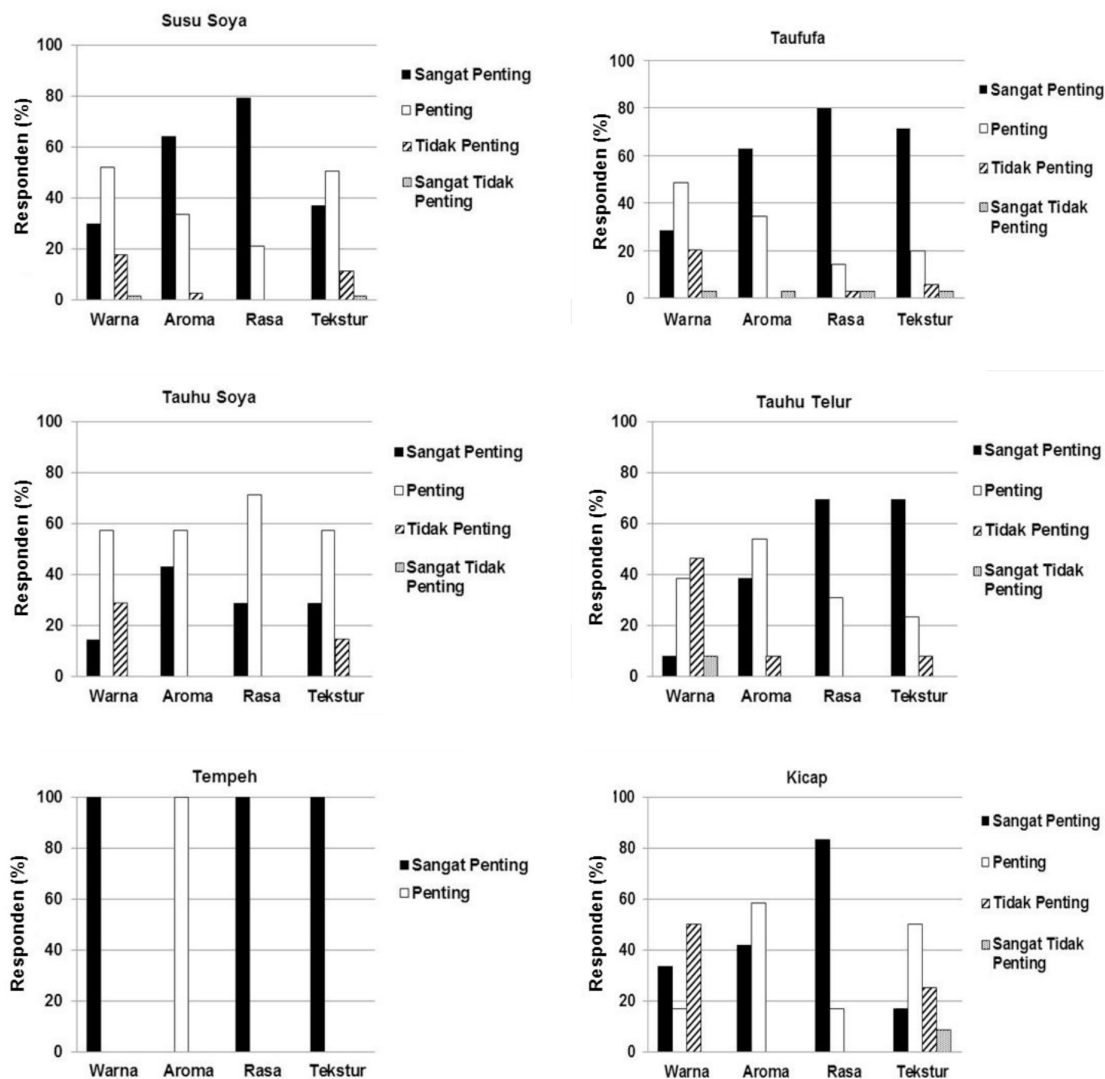 Susu Soya
100
80
60
40
20
0
Responden (%)
Warna Aroma Rasa Tekstur
Sangat Penting
Penting
Tidak Penting
Sangat Tidak
Penting
Taufufa
100
80
60
40
20
0
Responden (%)
Warna Aroma Rasa Tekstur
Sangat Penting
Penting
Tidak Penting
Sangat Tidak
Penting
Tauhu Soya
100
80
60
40
20
0
Responden (%)
Warna Aroma Rasa Tekstur
Sangat Penting
Penting
Tidak Penting
Sangat Tidak
Penting
Tauhu Telur
100
80
60
40
20
0
Responden (%)
Warna Aroma Rasa Tekstur
Sangat Penting
Penting
Tidak Penting
Sangat Tidak
Penting
Tempeh
100
80
60
40
20
0
Responden (%)
Warna Aroma Rasa Tekstur
Sangat Penting
Penting
Kicap
100
80
60
40
20
0
Responden (%)
Warna Aroma Rasa Tekstur
Sangat Penting
Penting
Tidak Penting
Sangat Tidak
Penting